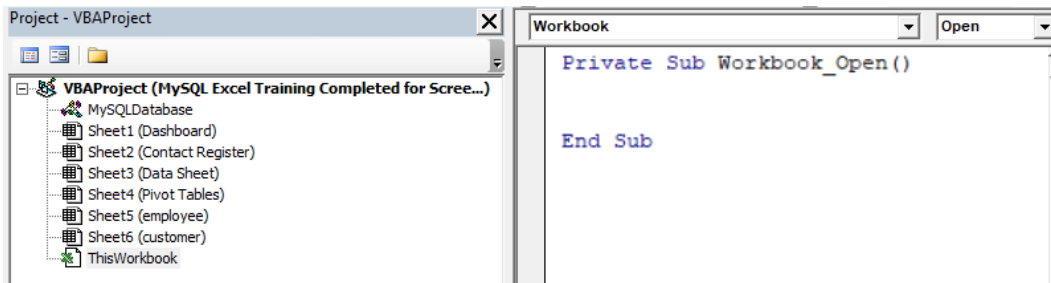 Project - VBAProject
VBAProject (MySQL Excel Training Completed for Scree...)
MySQLDatabase
Sheet1 (Dashboard)
Sheet2 (Contact Register)
Sheet3 (Data Sheet)
Sheet4 (Pivot Tables)
Sheet5 (employee)
Sheet6 (customer)
ThisWorkbook
Workbook
Open
Private Sub Workbook_Open()
End Sub